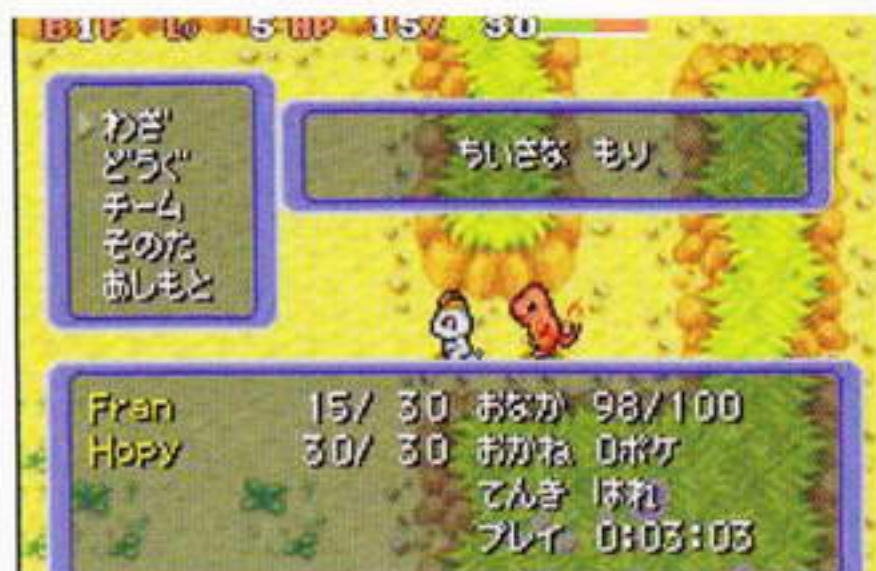 B1F Lv 5 HP 15/ 30
わざ
どうぐ
チーム
そのた
あしもと
ちいさな もり
Fran 15/ 30 おなか 98/100
Hopy 30/ 30 おかね 0ポケ
てんき はれ
プレイ 0:03:03